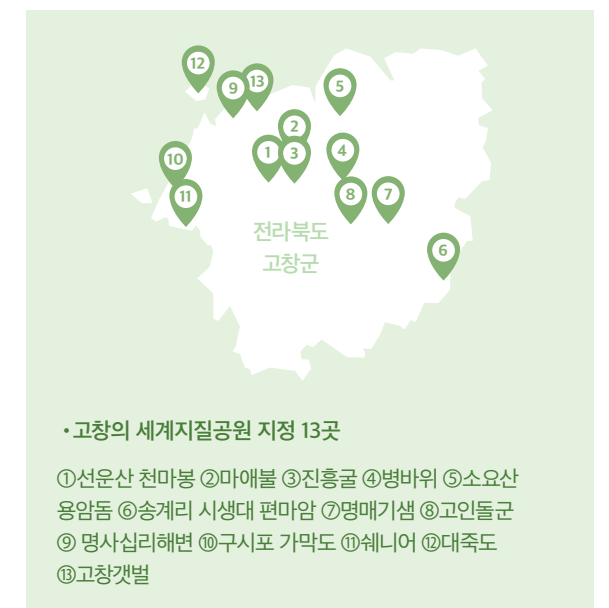 12
9
13
5
2
1
3
4
10
11
8
7
전라북도
고창군
6
•고창의 세계지질공원 지정 13곳
①선운산 천마봉 ②마애불 ③진흥굴 ④병바위 ⑤소요산
용암돔 ⑥송계리 시생대 편마암 ⑦명매기샘 ⑧고인돌군
⑨ 명사십리해변 ⑩구시포 가막도 ⑪쉐니어 ⑫대죽도
⑬고창갯벌